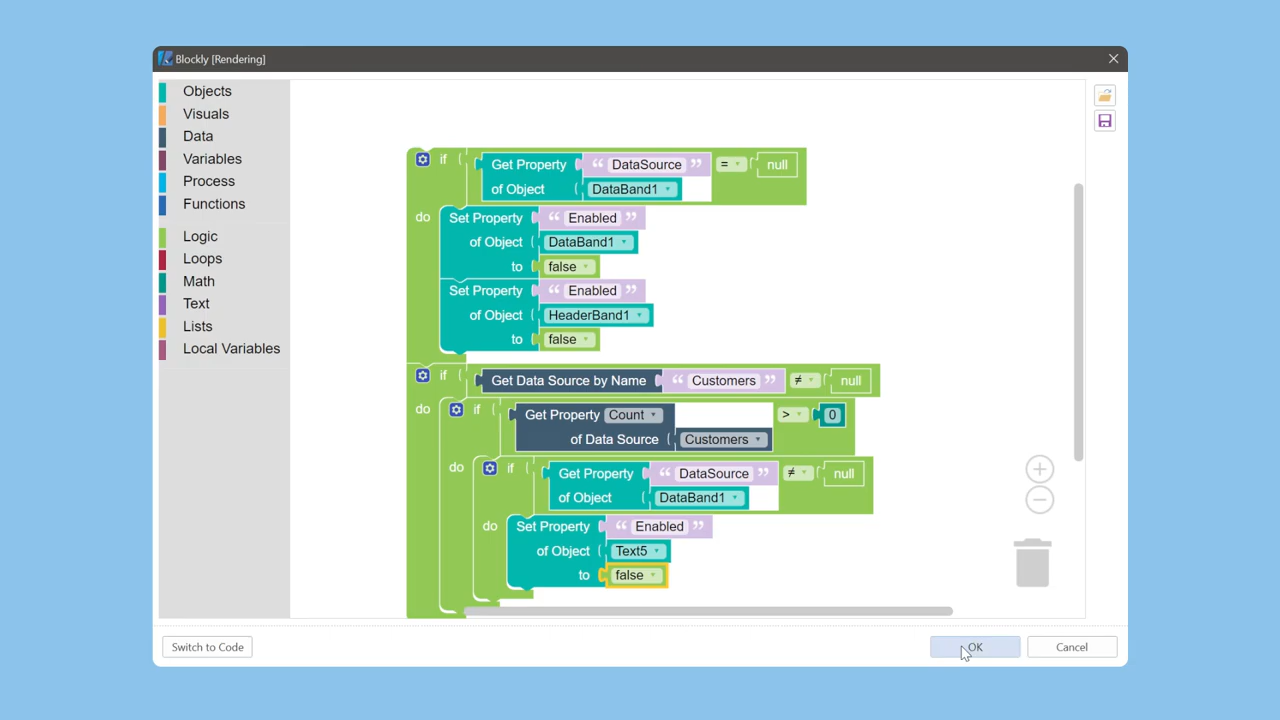 Blockly [Rendering]
Objects
Visuals
Data
Variables
Process
Functions
Logic
Loops
Math
Text
Lists
Local Variables
if Get Property “ DataSource ” = null
of Object DataBand1
do Set Property “ Enabled ”
of Object DataBand1
to false
Set Property “ Enabled ”
of Object HeaderBand1
to false
if Get Data Source by Name “ Customers ” ≠ null
do if Get Property Count > 0
of Data Source Customers
do if Get Property “ DataSource ” ≠ null
of Object DataBand1
do Set Property “ Enabled ”
of Object Text5
to false
Switch to Code
OK
Cancel